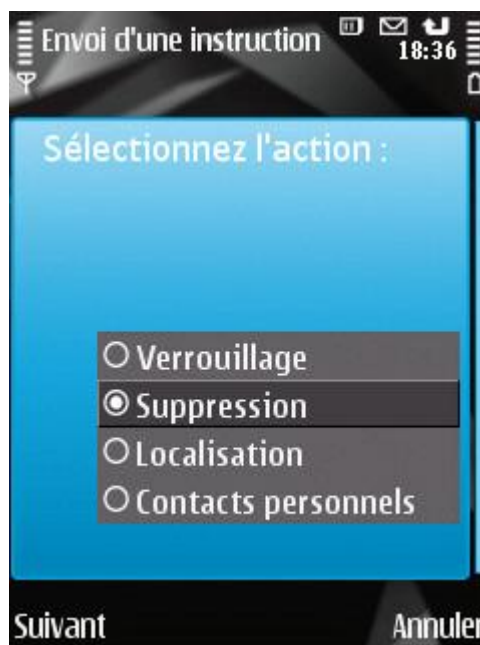 Envoi d'une instruction
18:36
Sélectionnez l'action :
Verrouillage
Suppression
Localisation
Contacts personnels
Suivant
Annuler